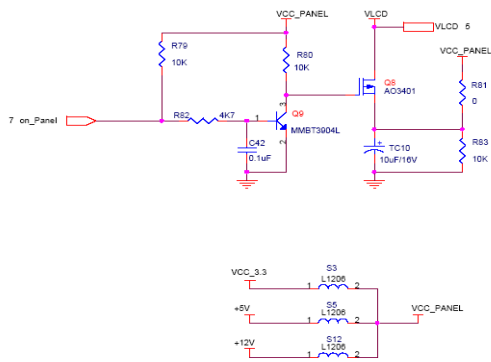 VCC_PANEL
VLCD
VLCD 5
VCC_PANEL
R79
10K
R80
10K
Q8
AO3401
R81
0
7 on_Panel
R82 4K7
1
3
2
Q9
MMBT3904L
C42
0.1uF
+
TC10
10uF/16V
R83
10K
VCC_3.3
S3
L1206
1 2
+5V
S5
L1206
1 2
VCC_PANEL
+12V
S12
L1206
1 2